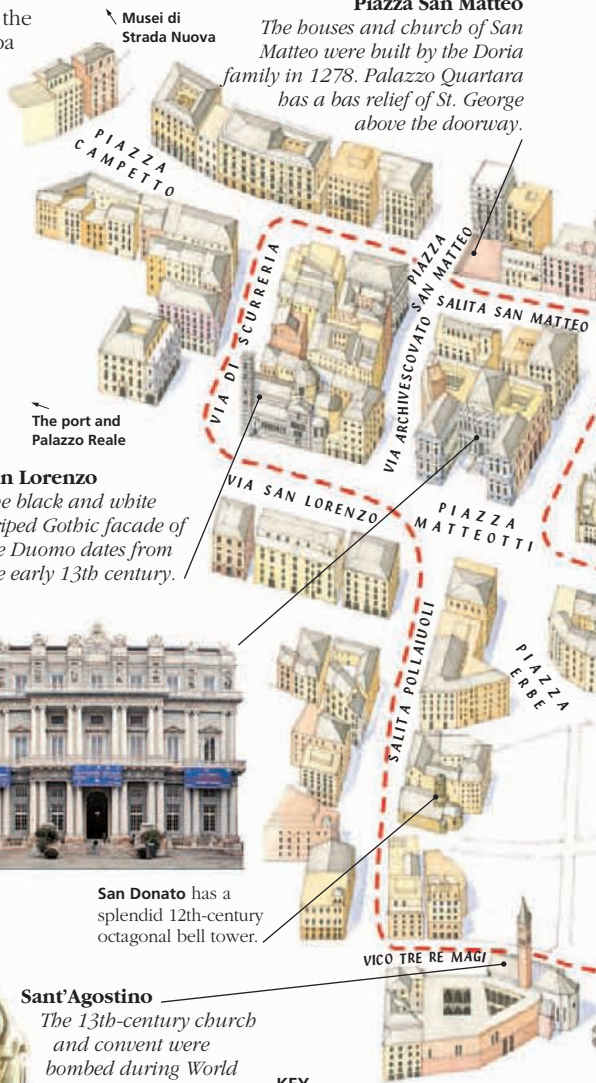 the
Musei di
Strada Nuova
Piazza San Matteo
The houses and church of San
Matteo were built by the Doria
family in 1278. Palazzo Quartara
has a bas relief of St. George
above the doorway.
PIAZZA
CAMPETTO
PIAZZA
SAN MATTEO
SALITA SAN MATTEO
VIA DI SCURRERIA
VIA ARCHIVESCOVATO
The port and
Palazzo Reale
n Lorenzo
e black and white
riped Gothic facade of
e Duomo dates from
e early 13th century.
VIA SAN LORENZO
PIAZZA
MATTEOTTI
SALITA POLLAIUOLI
PIAZZA
ERBE
San Donato has a
splendid 12th-century
octagonal bell tower.
VICO TRE RE MAGI
Sant'Agostino
The 13th-century church
and convent were
bombed during World
KEY